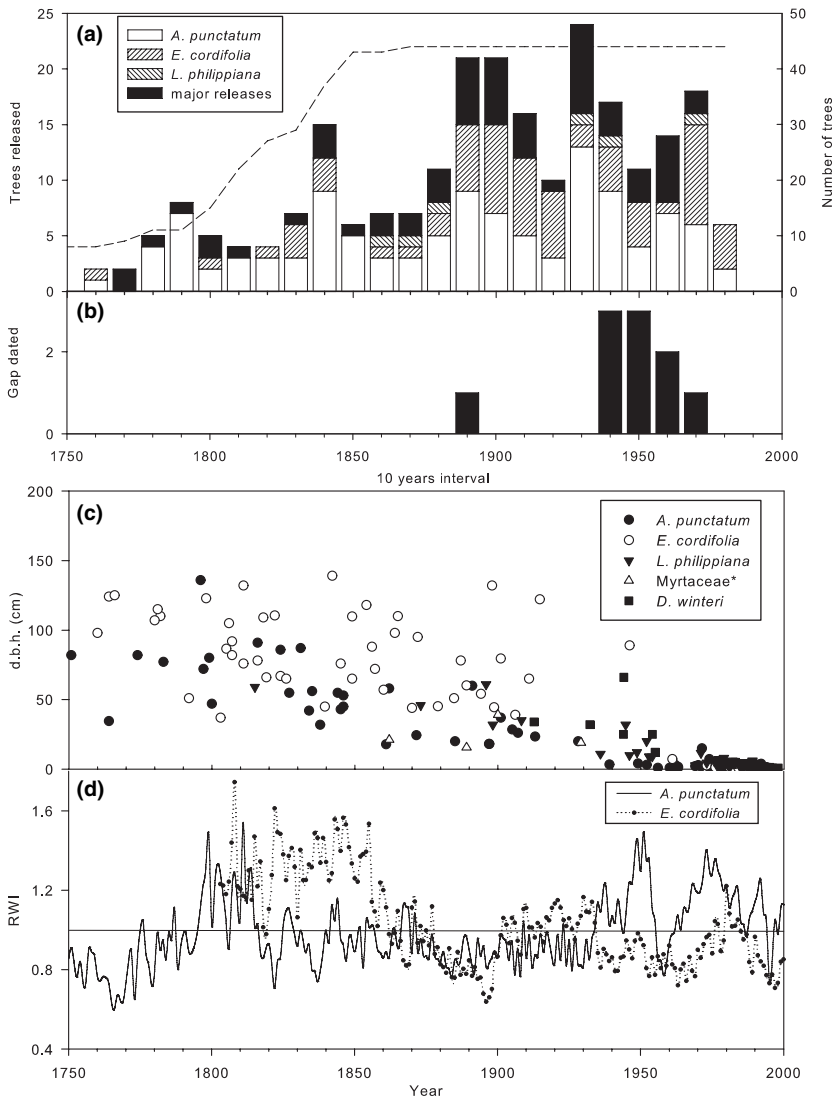 (a)
A. punctatum
E. cordifolia
L. philippiana
major releases
Trees released
25
20
15
10
5
0
Number of trees
50
40
30
20
10
0
(b)
Gap dated
2
0
1750 1800 1850 1900 1950 2000
10 years interval
(c)
A. punctatum
E. cordifolia
L. philippiana
Myrtaceae*
D. winteri
d.b.h. (cm)
200
150
100
50
0
(d)
A. punctatum
E. cordifolia
RWI
1.6
1.2
0.8
0.4
1750 1800 1850 1900 1950 2000
Year